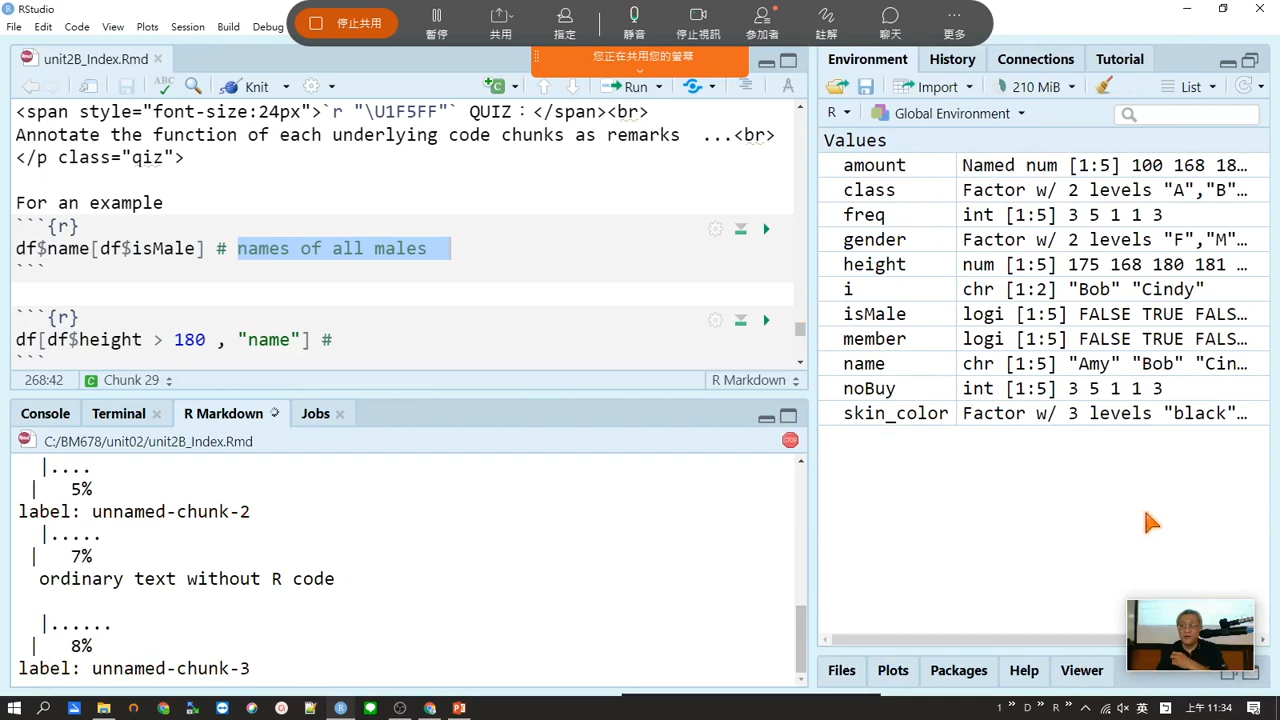 RStudio
File Edit Code View Plots Session Build Debug
停止共用
暫停
共用
指定
靜音
停止視訊
參加者
註解
聊天
更多
您正在共用您的螢幕
unit2B_Index.Rmd
Knit
Run
<span style="font-size:24px">`r "\U1F5FF"` QUIZ：</span><br>
Annotate the function of each underlying code chunks as remarks ...<br>
</p class="qiz">
For an example
```{r}
df$name[df$isMale] # names of all males
```
```{r}
df[df$height > 180 , "name"] #
```
268:42
Chunk 29
R Markdown
Console
Terminal
R Markdown
Jobs
C:/BM678/unit02/unit2B_Index.Rmd
STOP
|....
| 5%
label: unnamed-chunk-2
|.....
| 7%
ordinary text without R code
|......
| 8%
label: unnamed-chunk-3
Environment History Connections Tutorial
Import
210 MiB
List
R
Global Environment
Values
amount Named num [1:5] 100 168 18…
class Factor w/ 2 levels "A","B"…
freq int [1:5] 3 5 1 1 3
gender Factor w/ 2 levels "F","M"…
height num [1:5] 175 168 180 181 …
i chr [1:2] "Bob" "Cindy"
isMale logi [1:5] FALSE TRUE FALS…
member logi [1:5] FALSE TRUE FALS…
name chr [1:5] "Amy" "Bob" "Cin…
noBuy int [1:5] 3 5 1 1 3
skin_color Factor w/ 3 levels "black"…
Files Plots Packages Help Viewer
1 » D » R »
英
上午 11:34